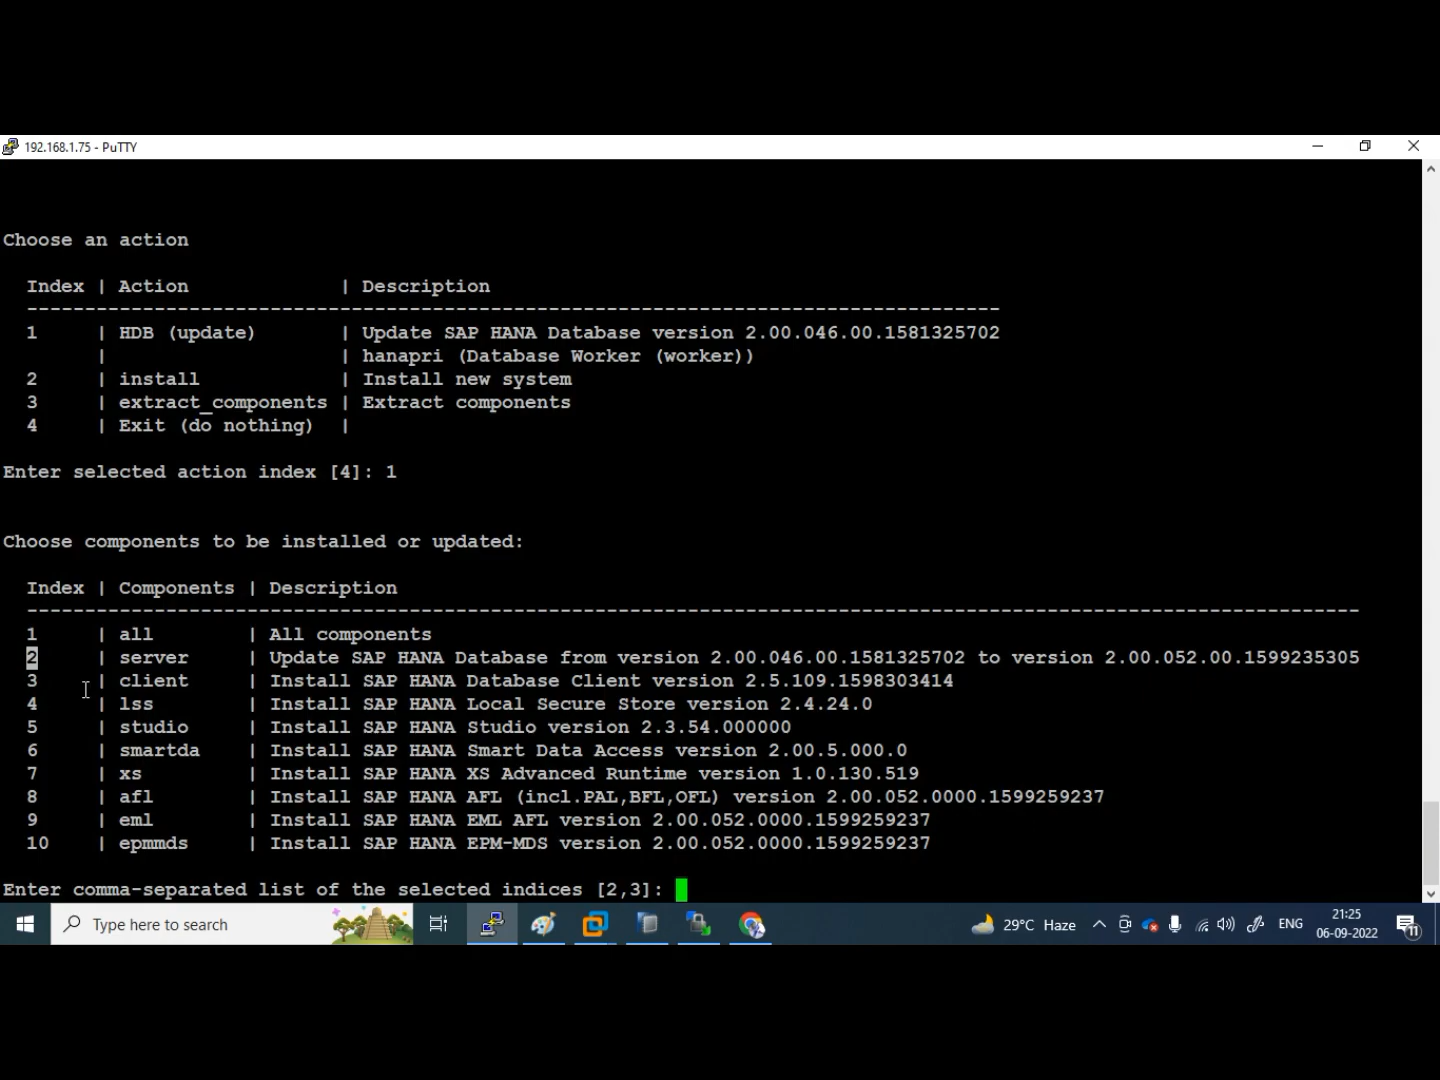 192.168.1.75 - PuTTY
Choose an action
Index | Action | Description
--------------------------------------------------------------------------------
1 | HDB (update) | Update SAP HANA Database version 2.00.046.00.1581325702
| | hanapri (Database Worker (worker))
2 | install | Install new system
3 | extract_components | Extract components
4 | Exit (do nothing) |
Enter selected action index [4]: 1
Choose components to be installed or updated:
Index | Components | Description
-------------------------------------------------------------------------------------------------------------------
1 | all | All components
2 | server | Update SAP HANA Database from version 2.00.046.00.1581325702 to version 2.00.052.00.1599235305
3 | client | Install SAP HANA Database Client version 2.5.109.1598303414
4 | lss | Install SAP HANA Local Secure Store version 2.4.24.0
5 | studio | Install SAP HANA Studio version 2.3.54.000000
6 | smartda | Install SAP HANA Smart Data Access version 2.00.5.000.0
7 | xs | Install SAP HANA XS Advanced Runtime version 1.0.130.519
8 | afl | Install SAP HANA AFL (incl.PAL,BFL,OFL) version 2.00.052.0000.1599259237
9 | eml | Install SAP HANA EML AFL version 2.00.052.0000.1599259237
10 | epmmds | Install SAP HANA EPM-MDS version 2.00.052.0000.1599259237
Enter comma-separated list of the selected indices [2,3]:
Type here to search
29°C Haze
ENG
21:25
06-09-2022
11